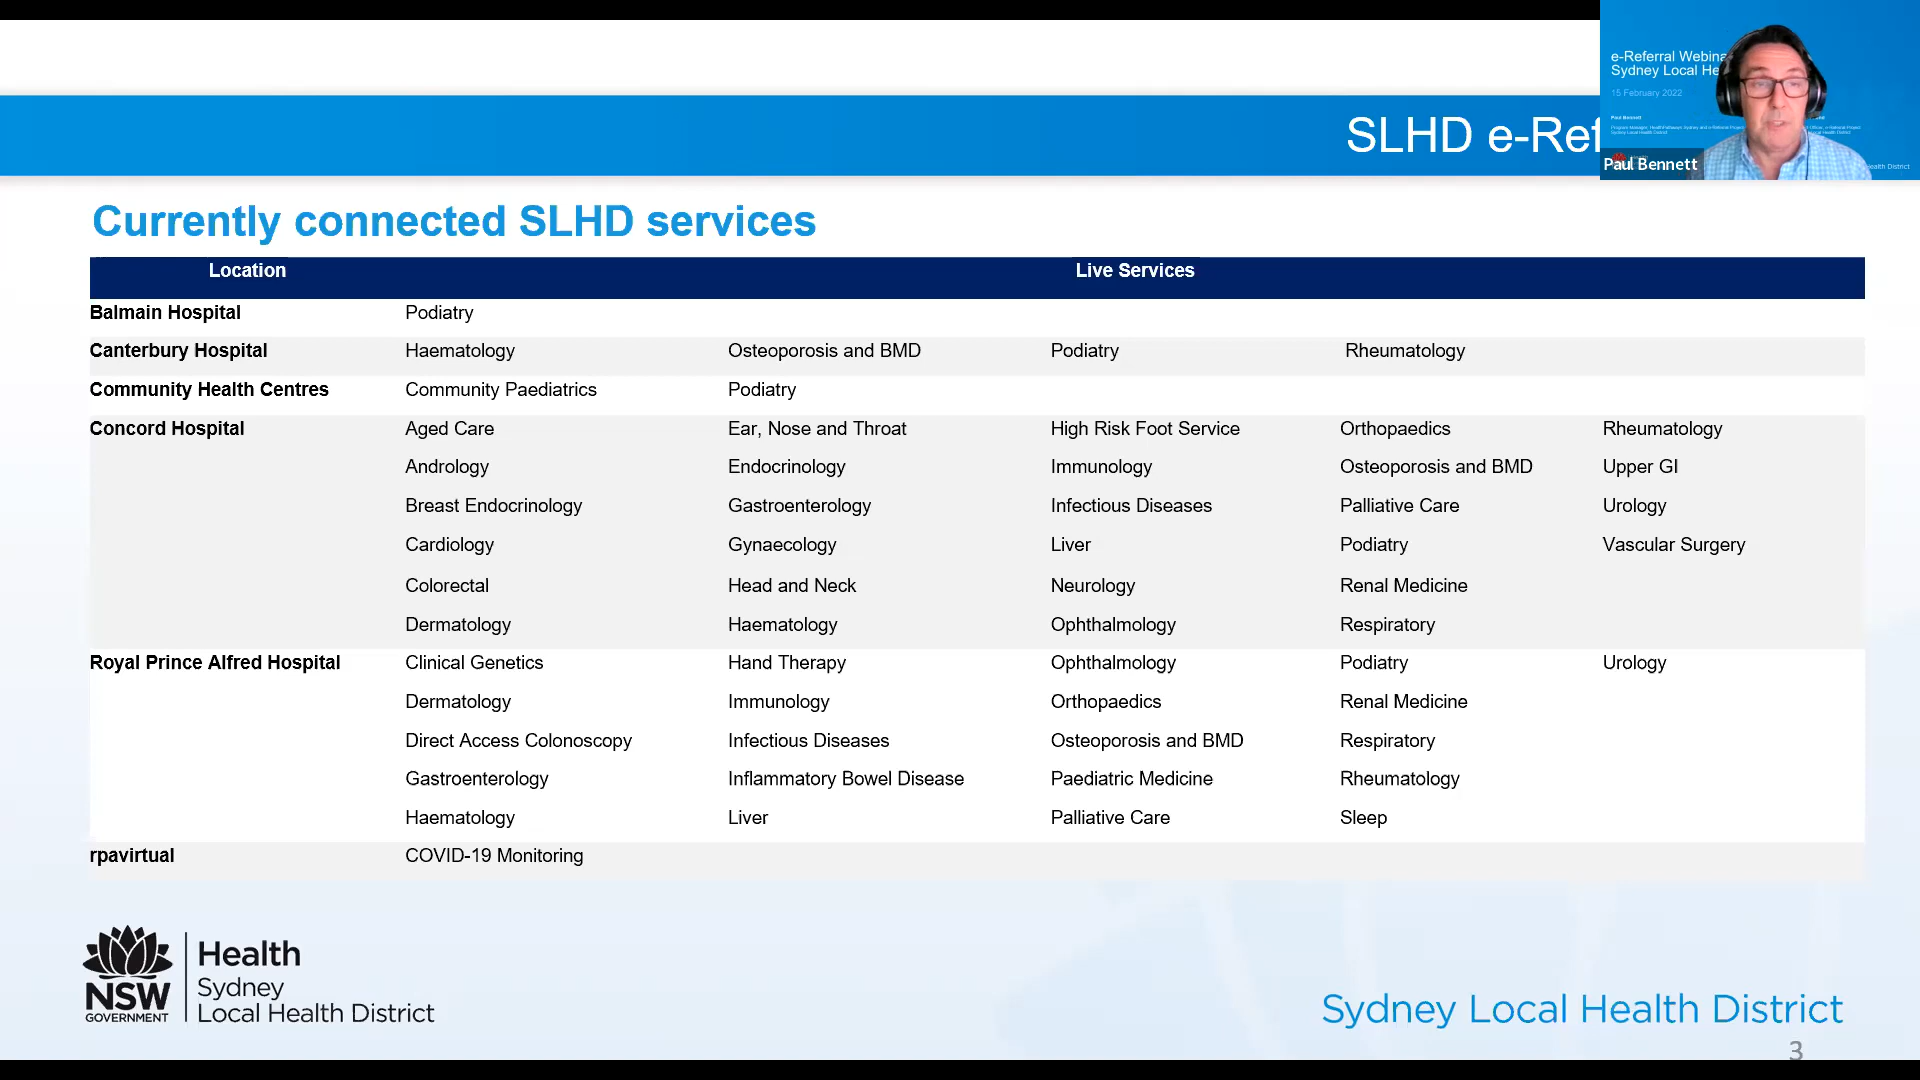 SLHD e-Ref
e-Referral Webina
Sydney Local He
15 February 2022
Paul Bennett
Paul Bennett
Health District
Currently connected SLHD services
Location Live Services
Balmain Hospital Podiatry
Canterbury Hospital Haematology Osteoporosis and BMD Podiatry Rheumatology
Community Health Centres Community Paediatrics Podiatry
Concord Hospital Aged Care Ear, Nose and Throat High Risk Foot Service Orthopaedics Rheumatology
Andrology Endocrinology Immunology Osteoporosis and BMD Upper GI
Breast Endocrinology Gastroenterology Infectious Diseases Palliative Care Urology
Cardiology Gynaecology Liver Podiatry Vascular Surgery
Colorectal Head and Neck Neurology Renal Medicine
Dermatology Haematology Ophthalmology Respiratory
Royal Prince Alfred Hospital Clinical Genetics Hand Therapy Ophthalmology Podiatry Urology
Dermatology Immunology Orthopaedics Renal Medicine
Direct Access Colonoscopy Infectious Diseases Osteoporosis and BMD Respiratory
Gastroenterology Inflammatory Bowel Disease Paediatric Medicine Rheumatology
Haematology Liver Palliative Care Sleep
rpavirtual COVID-19 Monitoring
NSW
GOVERNMENT
Health
Sydney
Local Health District
Sydney Local Health District
3